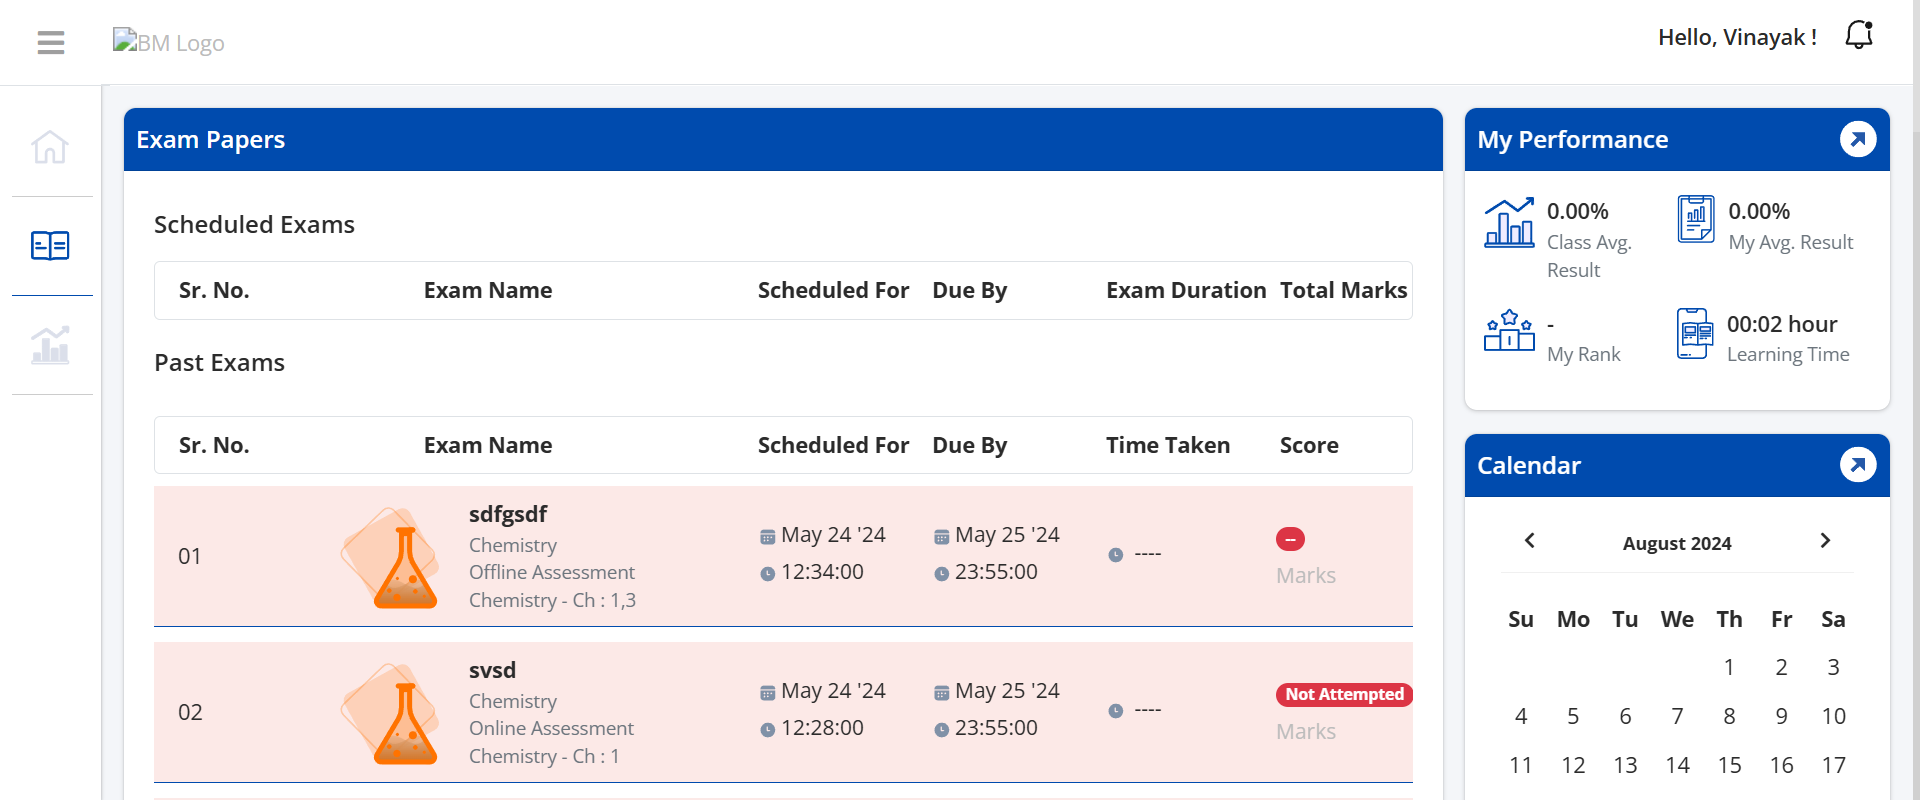 BM Logo
Hello, Vinayak !
Exam Papers
Scheduled Exams
Sr. No. Exam Name Scheduled For Due By Exam Duration Total Marks
Past Exams
Sr. No. Exam Name Scheduled For Due By Time Taken Score
01
sdfgsdf
Chemistry
Offline Assessment
Chemistry - Ch : 1,3
May 24 '24
12:34:00
May 25 '24
23:55:00
----
--
Marks
02
svsd
Chemistry
Online Assessment
Chemistry - Ch : 1
May 24 '24
12:28:00
May 25 '24
23:55:00
----
Not Attempted
Marks
My Performance
0.00%
Class Avg.
Result
0.00%
My Avg. Result
-
My Rank
00:02 hour
Learning Time
Calendar
August 2024
Su Mo Tu We Th Fr Sa
1 2 3
4 5 6 7 8 9 10
11 12 13 14 15 16 17